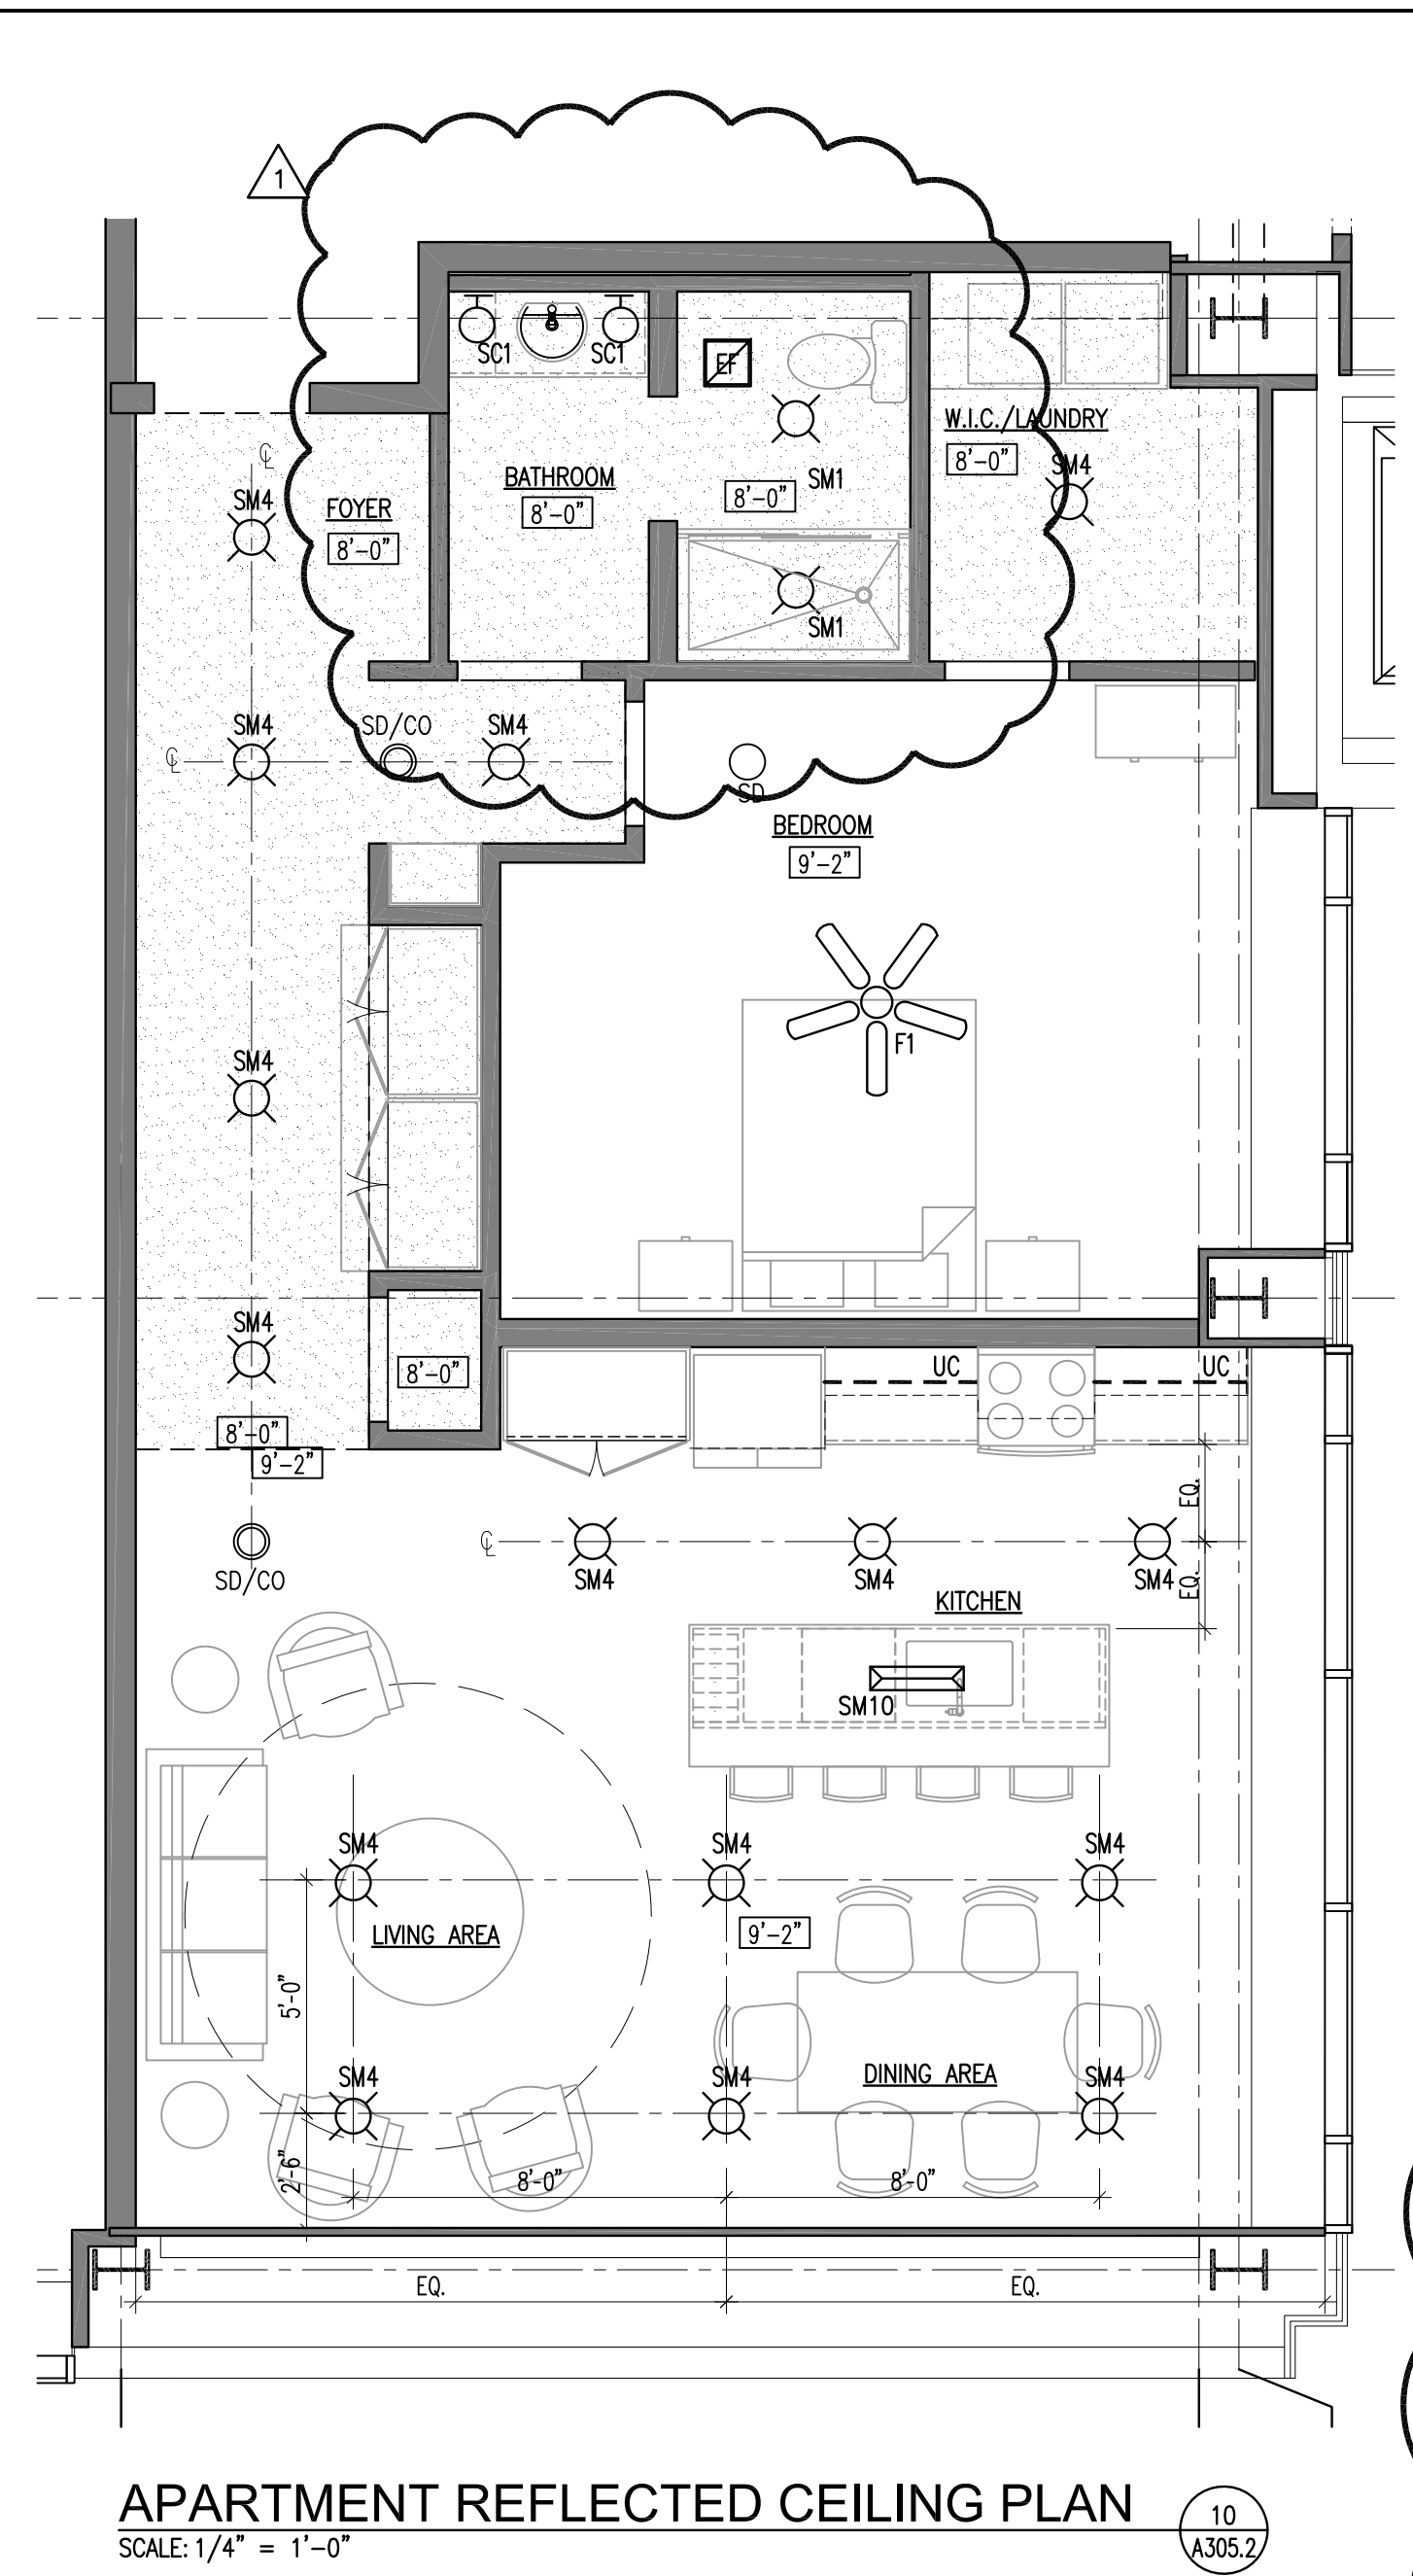 1
SC1
SC1
EF
W.I.C./LAUNDRY
8'-0"
SM4
BATHROOM
8'-0"
SM1
8'-0"
℄
SM4
FOYER
8'-0"
SM1
SM4
SD/CO
SM4
℄
SD
BEDROOM
9'-2"
F1
SM4
SM4
8'-0"
UC
UC
8'-0"
9'-2"
EQ.
℄
SD/CO
SM4
SM4
SM4
EQ.
KITCHEN
SM10
SM4
SM4
SM4
LIVING AREA
9'-2"
5'-0"
SM4
SM4
DINING AREA
SM4
2'-6"
8'-0"
8'-0"
EQ.
EQ.
APARTMENT REFLECTED CEILING PLAN
10
SCALE: 1/4" = 1'-0"
A305.2